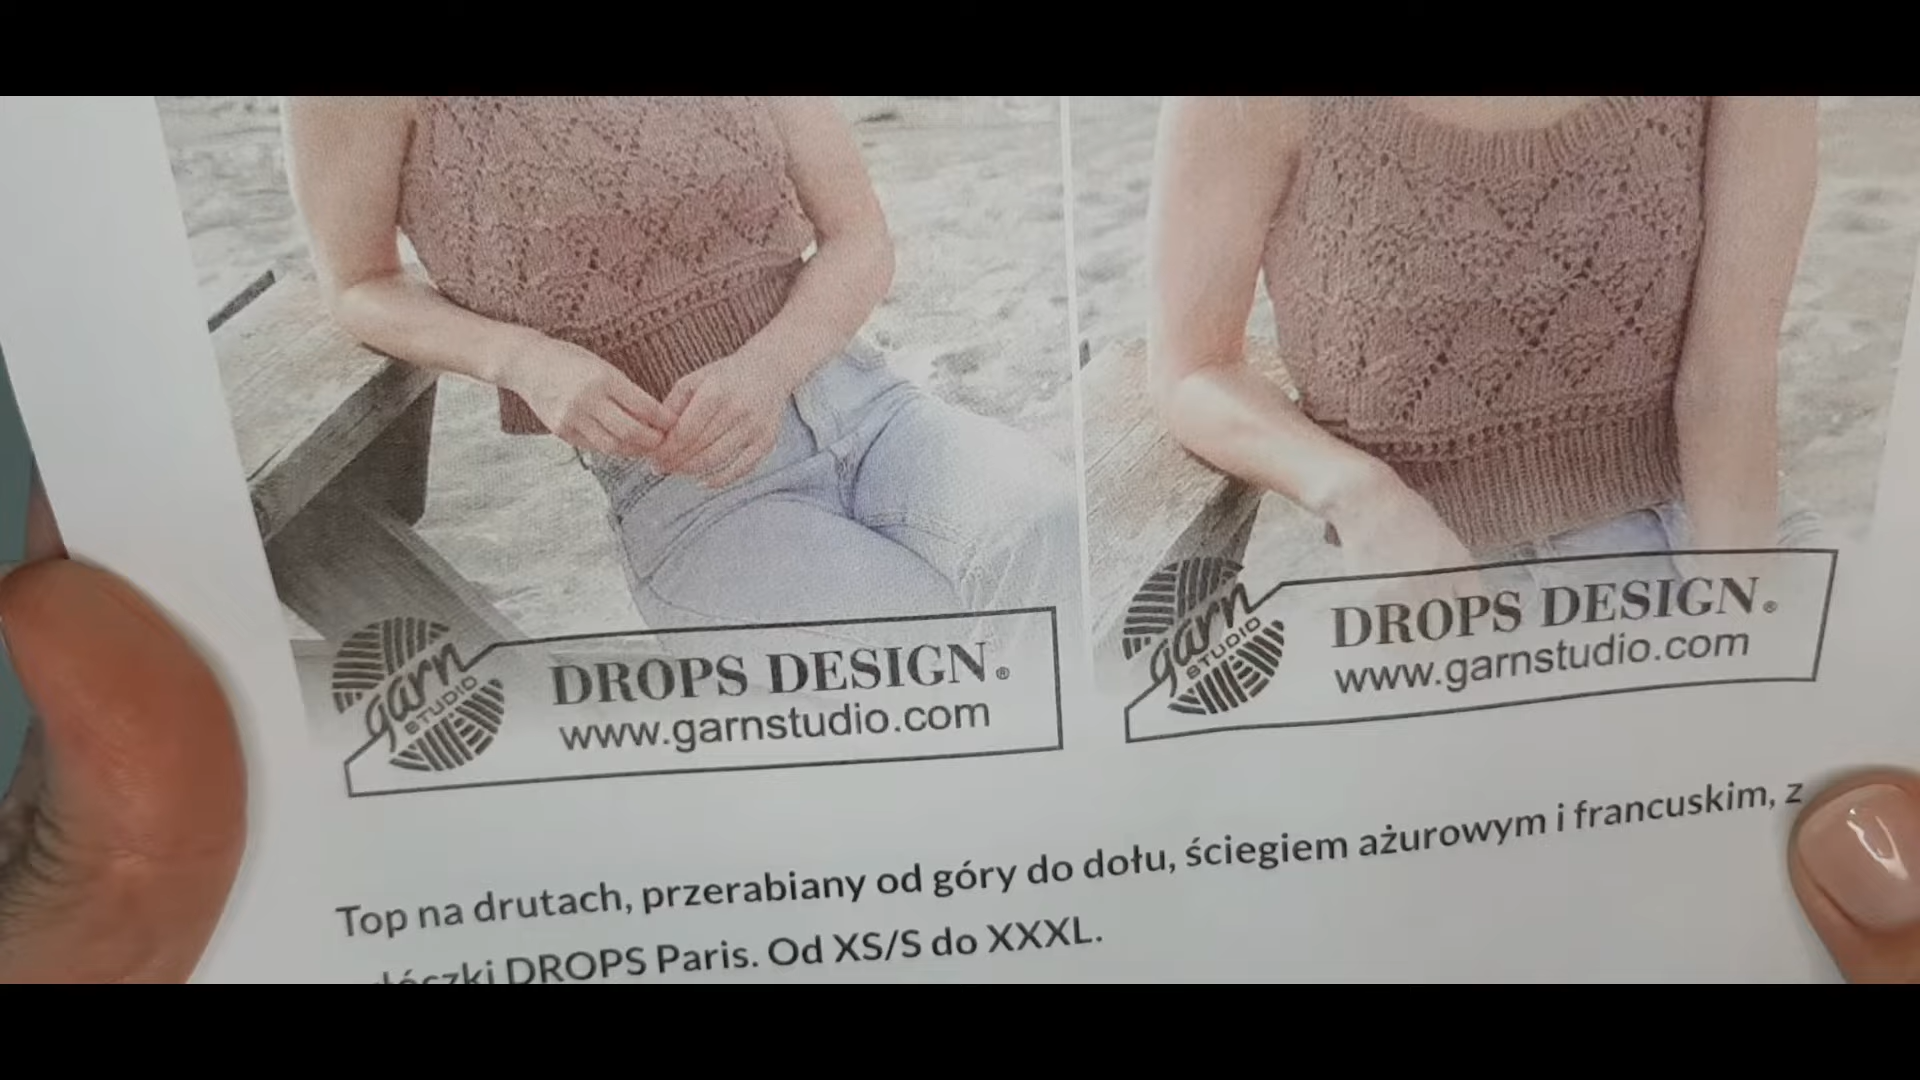 garn
STUDIO
DROPS DESIGN®
www.garnstudio.com
garn
STUDIO
DROPS DESIGN®
www.garnstudio.com
Top na drutach, przerabiany od góry do dołu, ściegiem ażurowym i francuskim, z
DROPS Paris. Od XS/S do XXXL.